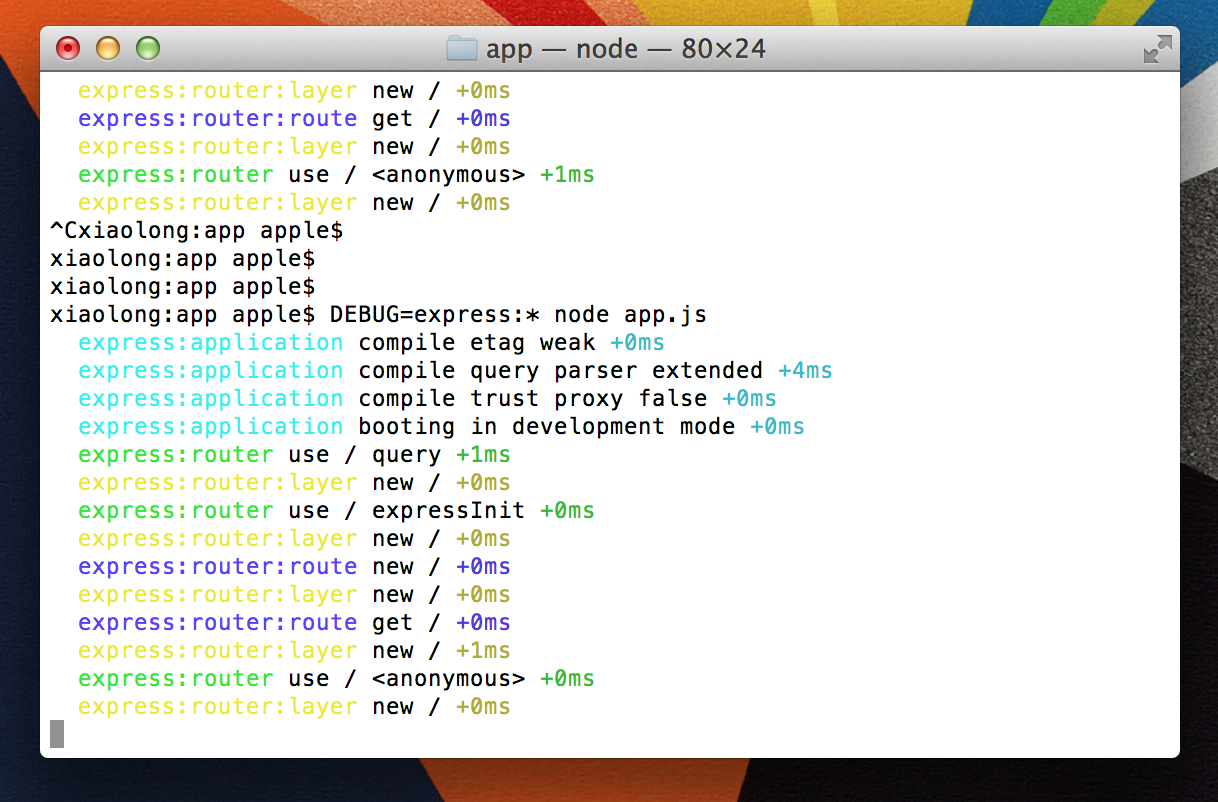 app — node — 80×24
express:router:layer new / +0ms
express:router:route get / +0ms
express:router:layer new / +0ms
express:router use / <anonymous> +1ms
express:router:layer new / +0ms
^Cxiaolong:app apple$
xiaolong:app apple$
xiaolong:app apple$
xiaolong:app apple$ DEBUG=express:* node app.js
express:application compile etag weak +0ms
express:application compile query parser extended +4ms
express:application compile trust proxy false +0ms
express:application booting in development mode +0ms
express:router use / query +1ms
express:router:layer new / +0ms
express:router use / expressInit +0ms
express:router:layer new / +0ms
express:router:route new / +0ms
express:router:layer new / +0ms
express:router:route get / +0ms
express:router:layer new / +1ms
express:router use / <anonymous> +0ms
express:router:layer new / +0ms